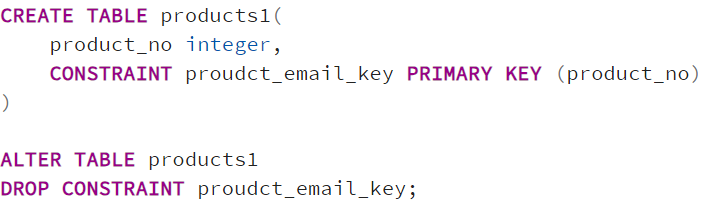 CREATE TABLE products1(
    product_no integer,
    CONSTRAINT proudct_email_key PRIMARY KEY (product_no)
)

ALTER TABLE products1
DROP CONSTRAINT proudct_email_key;